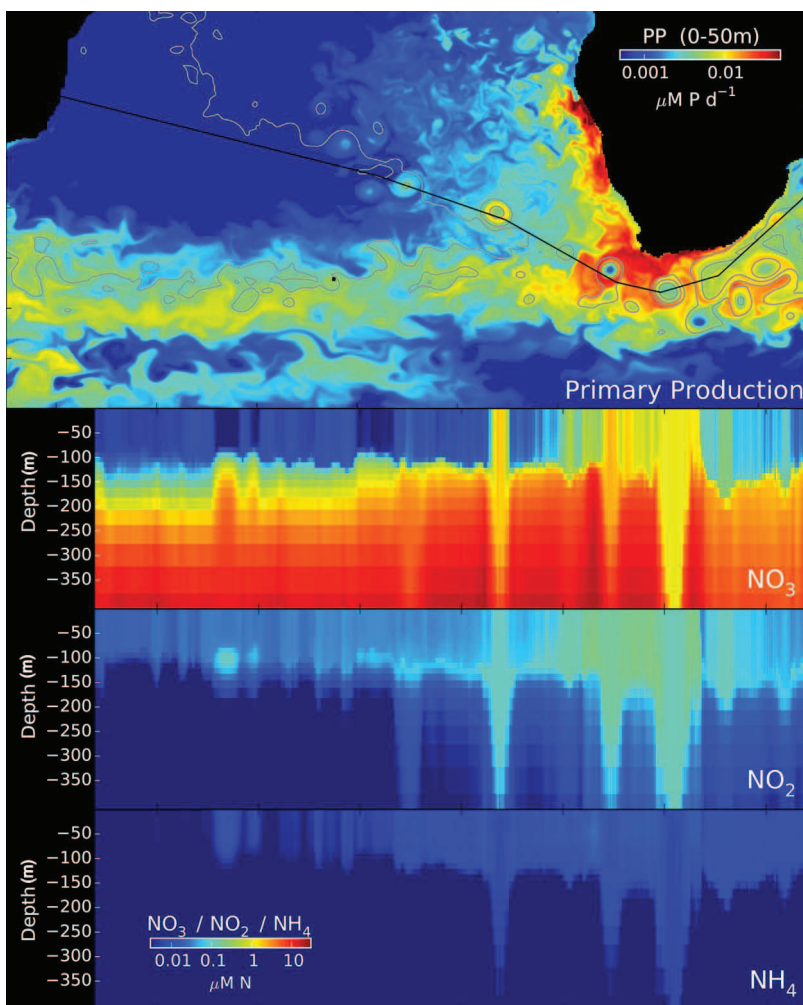 PP (0-50m)
0.001 0.01
μM P d⁻¹
Primary Production
Depth(m)
−50
−100
−150
−200
−250
−300
−350
NO₃
Depth (m)
−50
−100
−150
−200
−250
−300
−350
NO₂
Depth (m)
−50
−100
−150
−200
−250
−300
−350
NO₃ / NO₂ / NH₄
0.01 0.1 1 10
μM N
NH₄